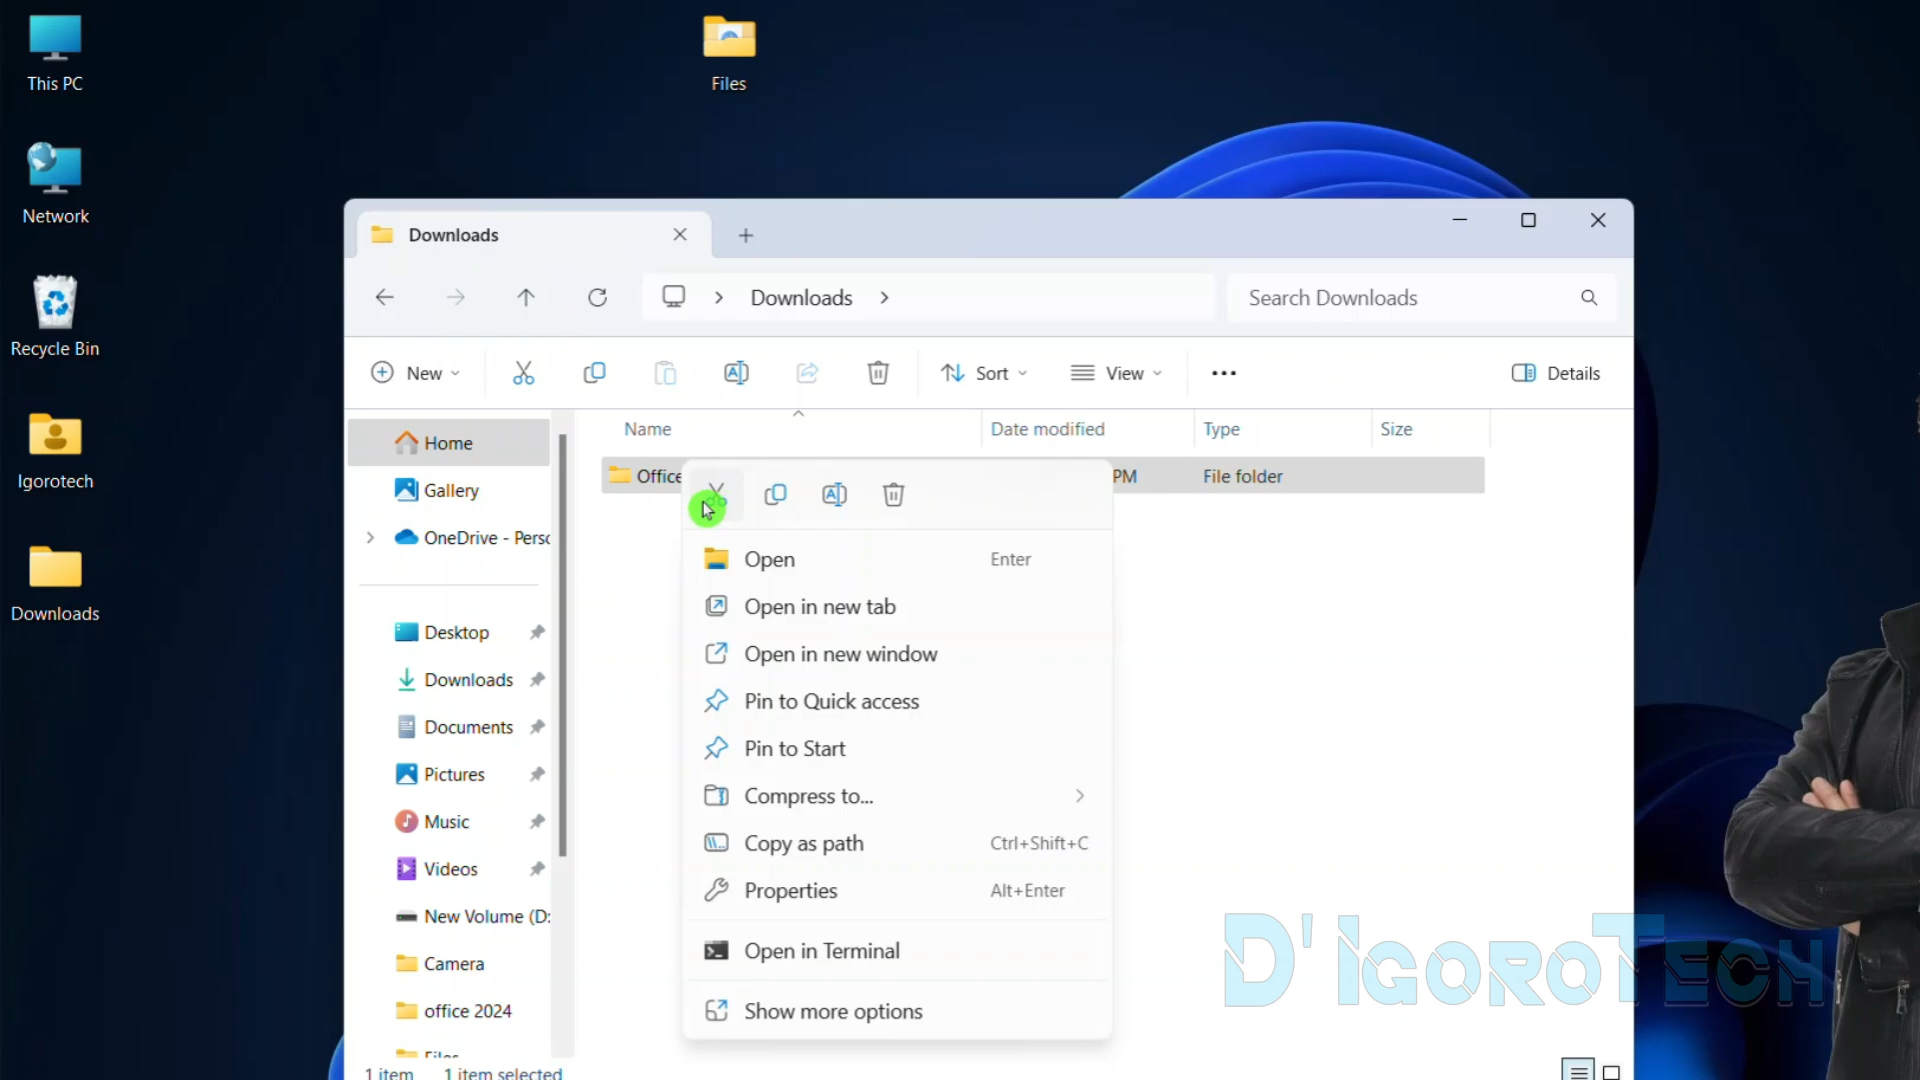 This PC
Files
Network
Recycle Bin
Igorotech
Downloads
Downloads
Downloads
Search Downloads
New
Sort
View
Details
Name
Date modified
Type
Size
Office
PM
File folder
Home
Gallery
OneDrive - Perso
Desktop
Downloads
Documents
Pictures
Music
Videos
New Volume (D:
Camera
office 2024
Files
Open
Enter
Open in new tab
Open in new window
Pin to Quick access
Pin to Start
Compress to...
Copy as path
Ctrl+Shift+C
Properties
Alt+Enter
Open in Terminal
Show more options
1 item
1 item selected
D'IGOROTECH